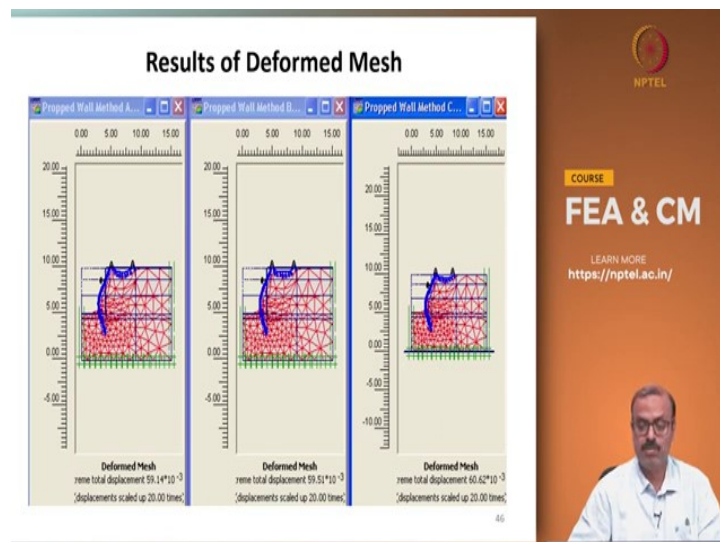 Results of Deformed Mesh
Propped Wall Method A...
0.00 5.00 10.00 15.00
20.00
15.00
10.00
5.00
0.00
-5.00
Deformed Mesh
reme total displacement 59.14*10 -3
displacements scaled up 20.00 times
Propped Wall Method B...
0.00 5.00 10.00 15.00
20.00
15.00
10.00
5.00
0.00
-5.00
Deformed Mesh
reme total displacement 59.51*10 -3
displacements scaled up 20.00 times
Propped Wall Method C...
0.00 5.00 10.00 15.00
20.00
15.00
10.00
5.00
0.00
-5.00
-10.00
Deformed Mesh
reme total displacement 60.62*10 -3
displacements scaled up 20.00 times
46
NPTEL
COURSE
FEA & CM
LEARN MORE
https://nptel.ac.in/